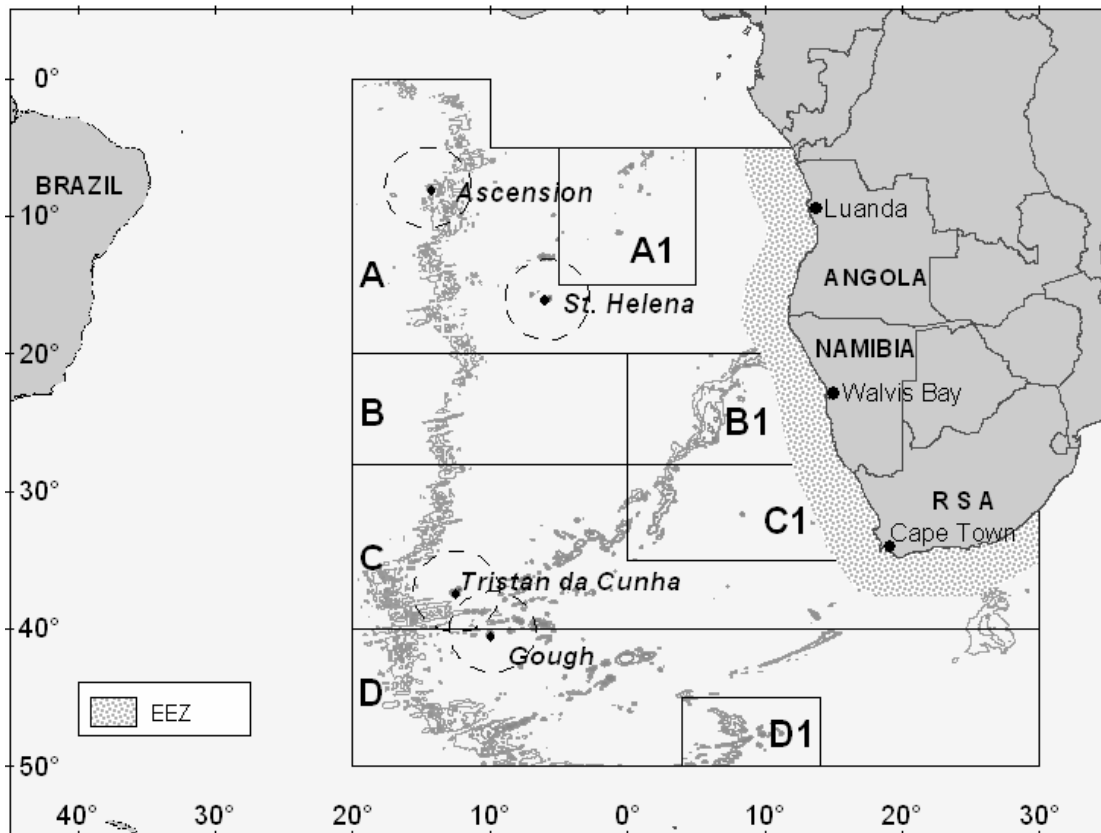 0°
BRAZIL
Ascension
Luanda
10°
A1
A
ANGOLA
St. Helena
20°
NAMIBIA
B
B1
Walvis Bay
30°
RSA
C1
Cape Town
C
Tristan da Cunha
40°
Gough
D
EEZ
D1
50°
40° 30° 20° 10° 0° 10° 20° 30°